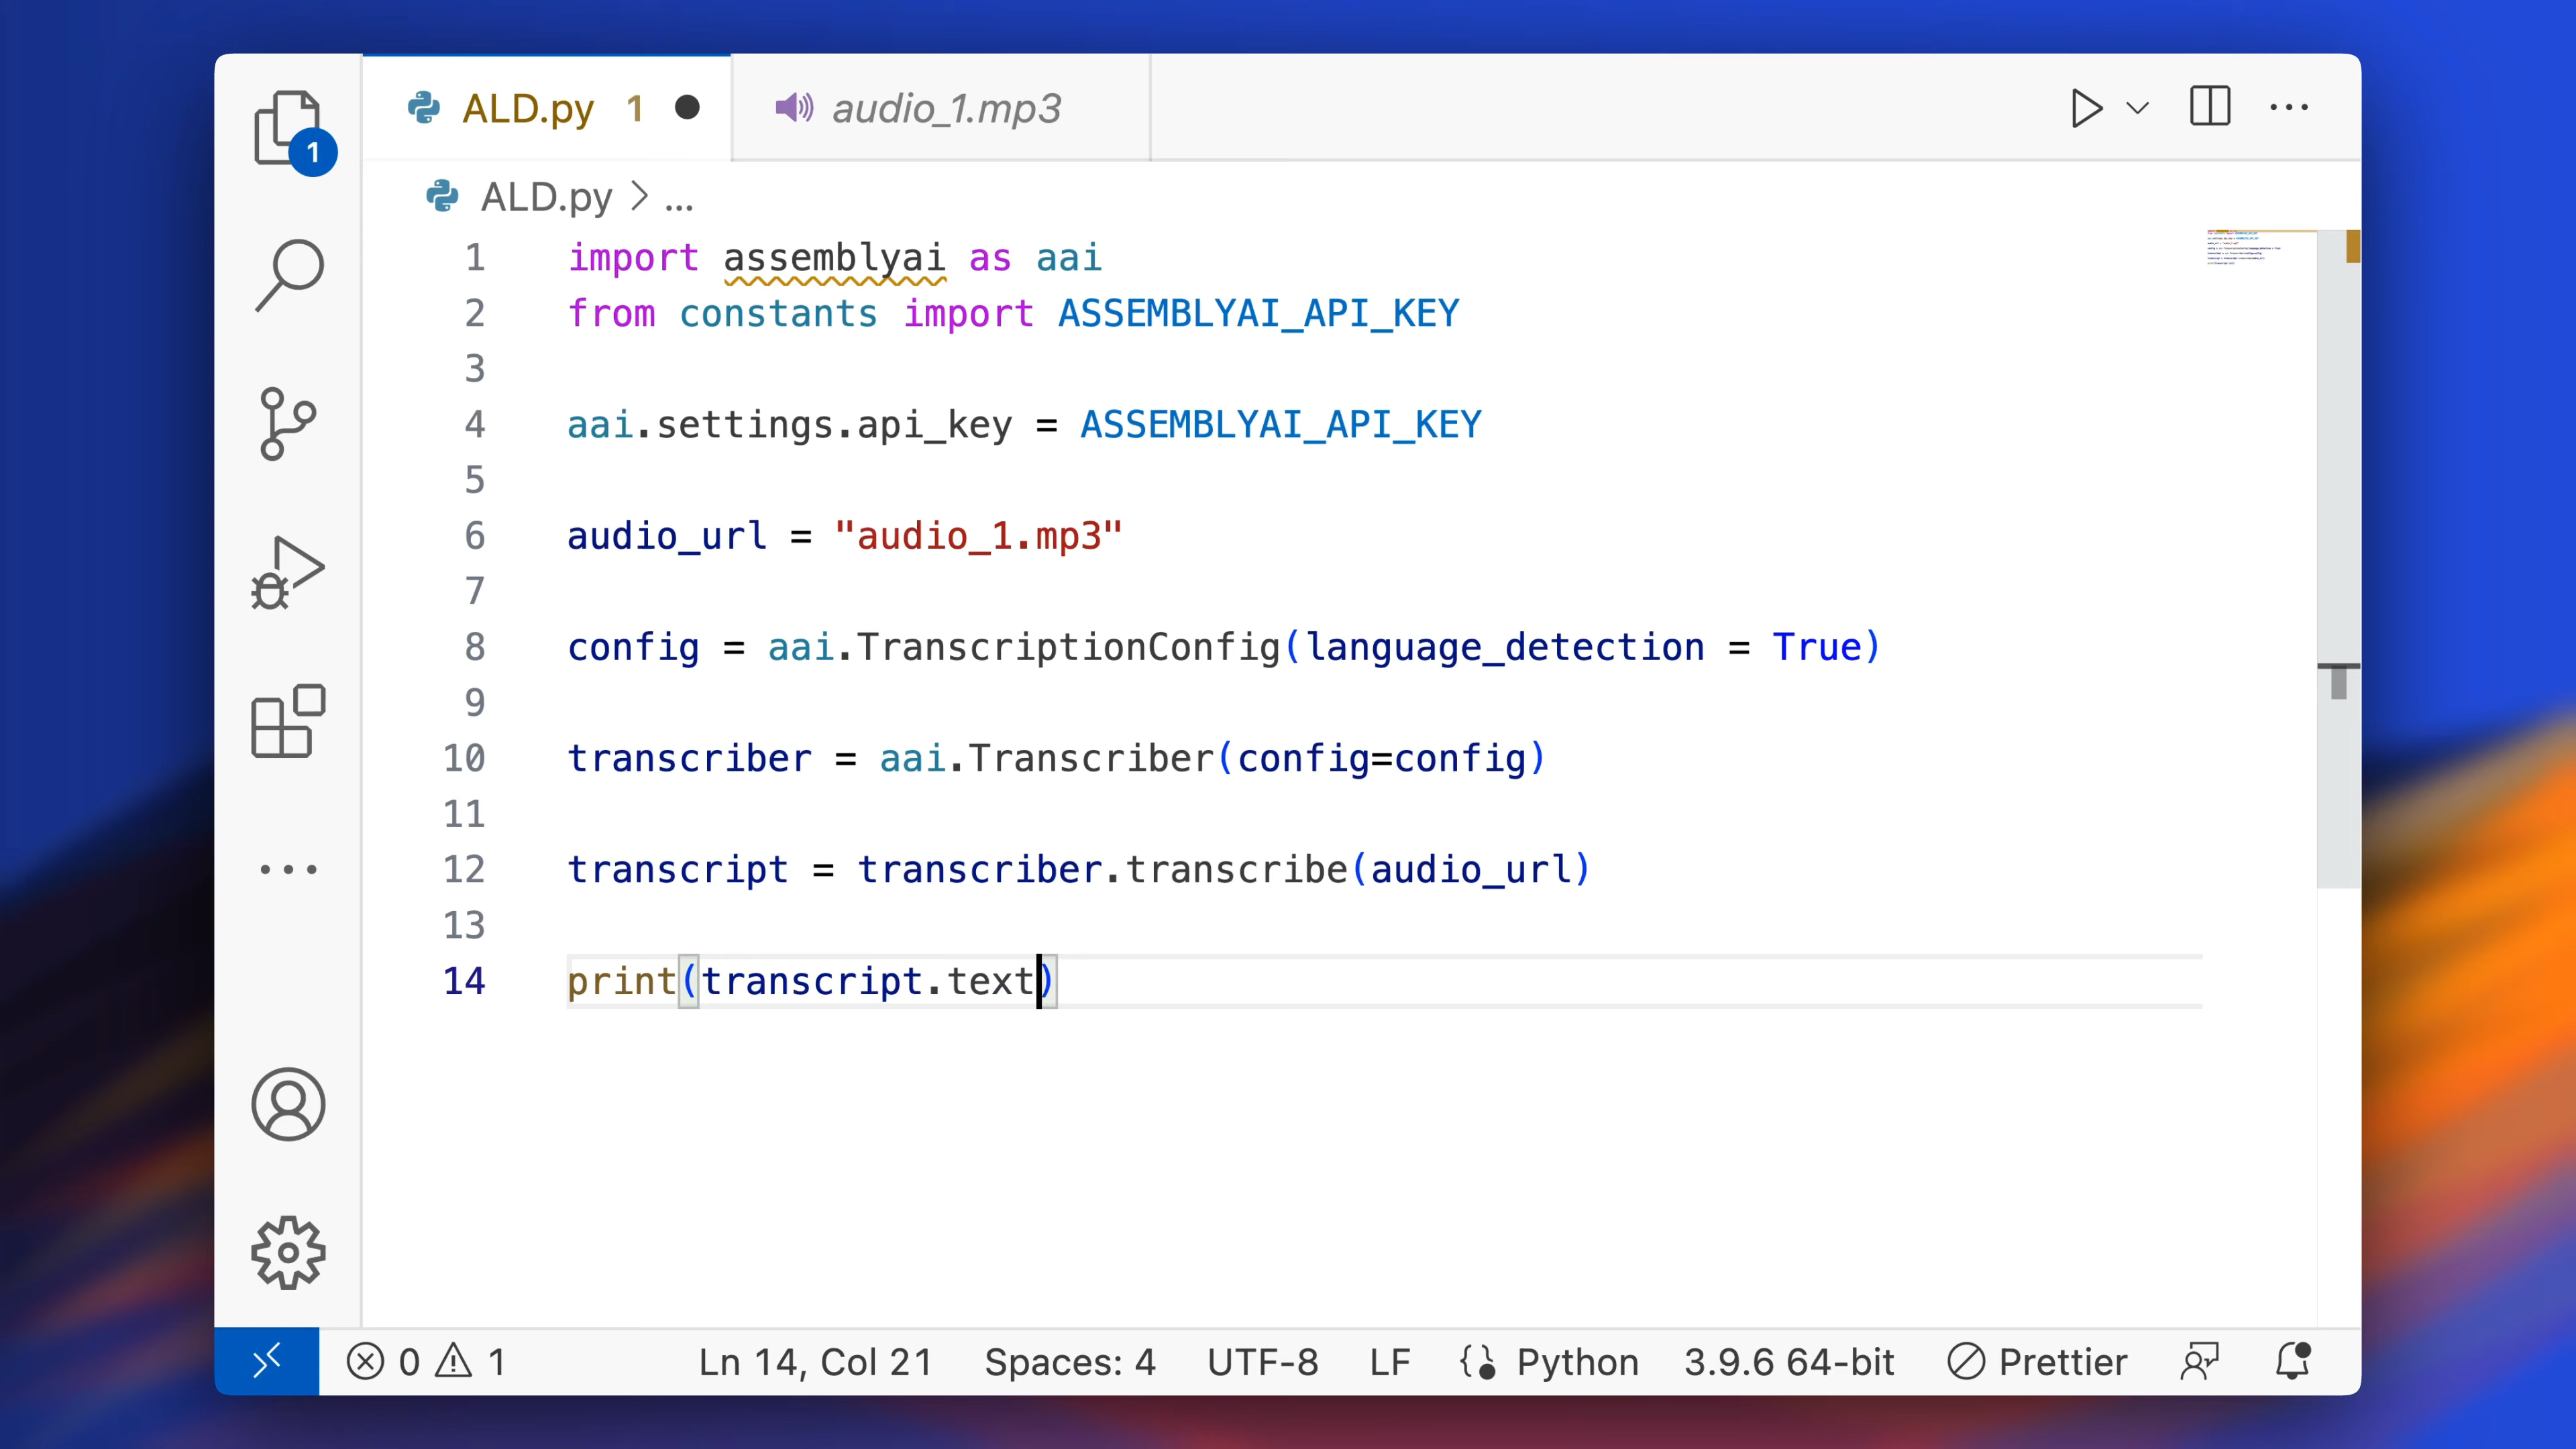 ALD.py 1 audio_1.mp3
1
ALD.py > ...
1 import assemblyai as aai
2 from constants import ASSEMBLYAI_API_KEY
3
4 aai.settings.api_key = ASSEMBLYAI_API_KEY
5
6 audio_url = "audio_1.mp3"
7
8 config = aai.TranscriptionConfig(language_detection = True)
9
10 transcriber = aai.Transcriber(config=config)
11
12 transcript = transcriber.transcribe(audio_url)
13
14 print(transcript.text)
0 1 Ln 14, Col 21 Spaces: 4 UTF-8 LF Python 3.9.6 64-bit Prettier